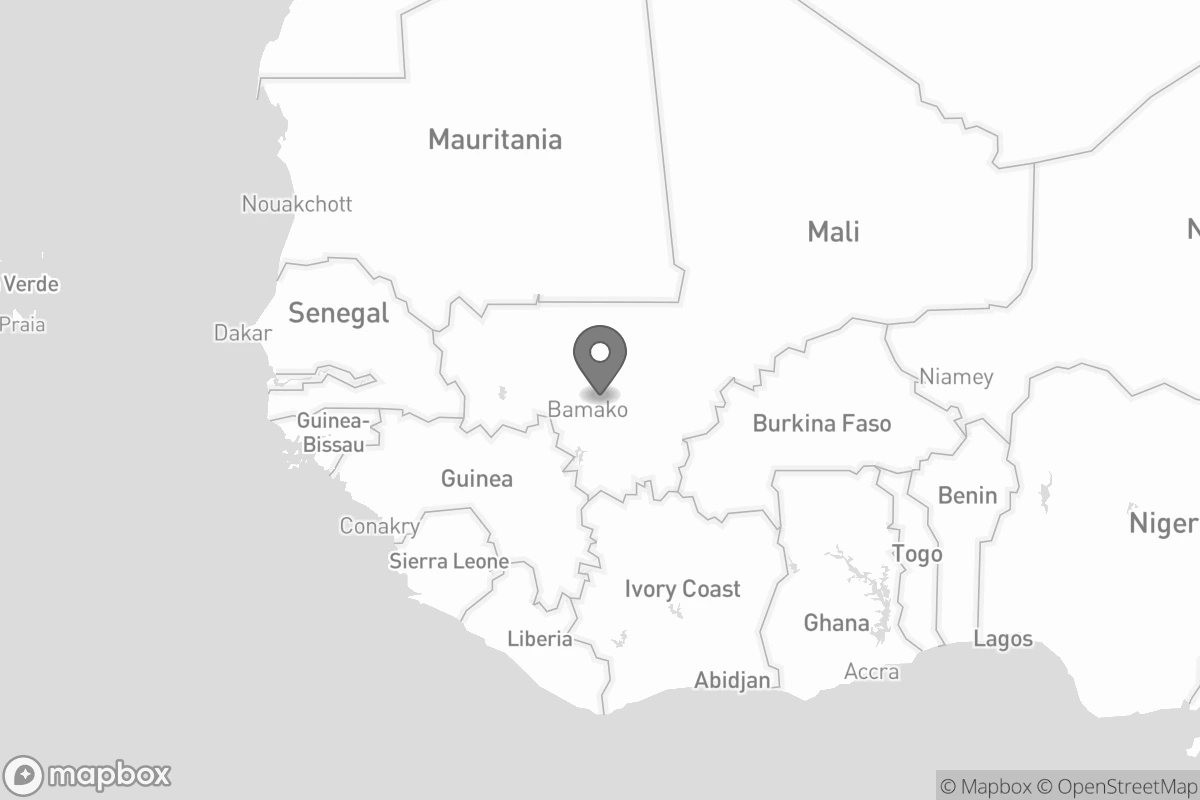 Mauritania
Nouakchott
Mali
N
Verde
Praia
Senegal
Dakar
Niamey
Bamako
Guinea-
Bissau
Burkina Faso
Guinea
Benin
Conakry
Niger
Togo
Sierra Leone
Ivory Coast
Ghana
Liberia
Lagos
Accra
Abidjan
mapbox
© Mapbox © OpenStreetMap